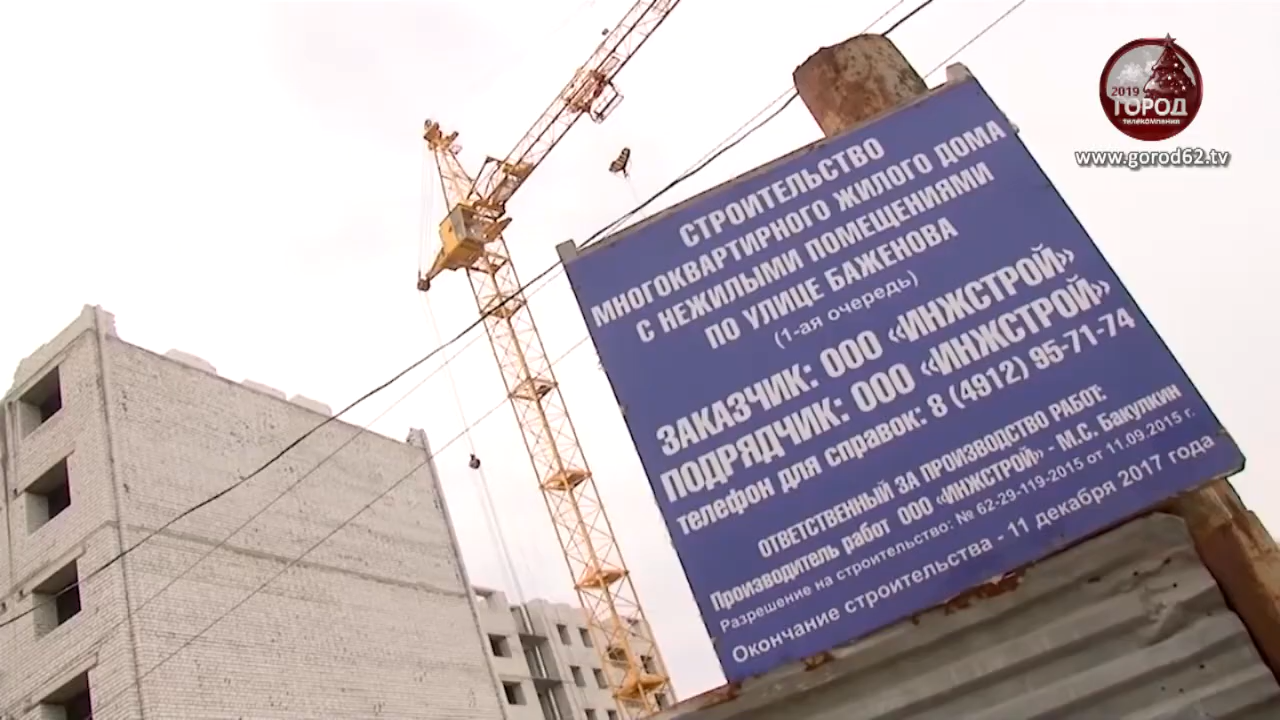 СТРОИТЕЛЬСТВО
МНОГОКВАРТИРНОГО ЖИЛОГО ДОМА
С НЕЖИЛЫМИ ПОМЕЩЕНИЯМИ
ПО УЛИЦЕ БАЖЕНОВА
(1-ая очередь)
ЗАКАЗЧИК: ООО «ИНЖСТРОЙ»
ПОДРЯДЧИК: ООО «ИНЖСТРОЙ»
телефон для справок: 8 (4912) 95-71-74
ОТВЕТСТВЕННЫЙ ЗА ПРОИЗВОДСТВО РАБОТ:
Производитель работ ООО «ИНЖСТРОЙ» - М.С. Бакулкин
Разрешение на строительство: № 62-29-119-2015 от 11.09.2015 г.
Окончание строительства - 11 декабря 2017 года
2019
ГОРОД
телекомпания
www.gorod62.tv